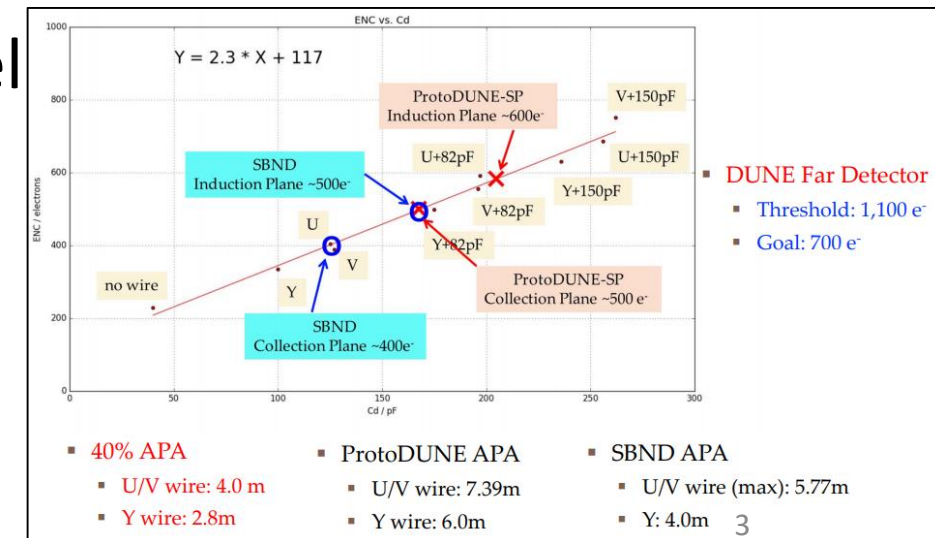 el
ENC vs. Cd
Y = 2.3 * X + 117
ENC / electrons
1000
800
600
400
200
0
0
50
100
150
200
250
300
Cd / pF
no wire
Y
U
V
Y+82pF
U+82pF
V+82pF
Y+150pF
U+150pF
V+150pF
SBND
Induction Plane ~500e-
SBND
Collection Plane ~400e-
ProtoDUNE-SP
Induction Plane ~600e-
ProtoDUNE-SP
Collection Plane ~500 e-
▪ DUNE Far Detector
▪ Threshold: 1,100 e-
▪ Goal: 700 e-
▪ 40% APA
▪ U/V wire: 4.0 m
▪ Y wire: 2.8m
▪ ProtoDUNE APA
▪ U/V wire: 7.39m
▪ Y wire: 6.0m
▪ SBND APA
▪ U/V wire (max): 5.77m
▪ Y: 4.0m
3